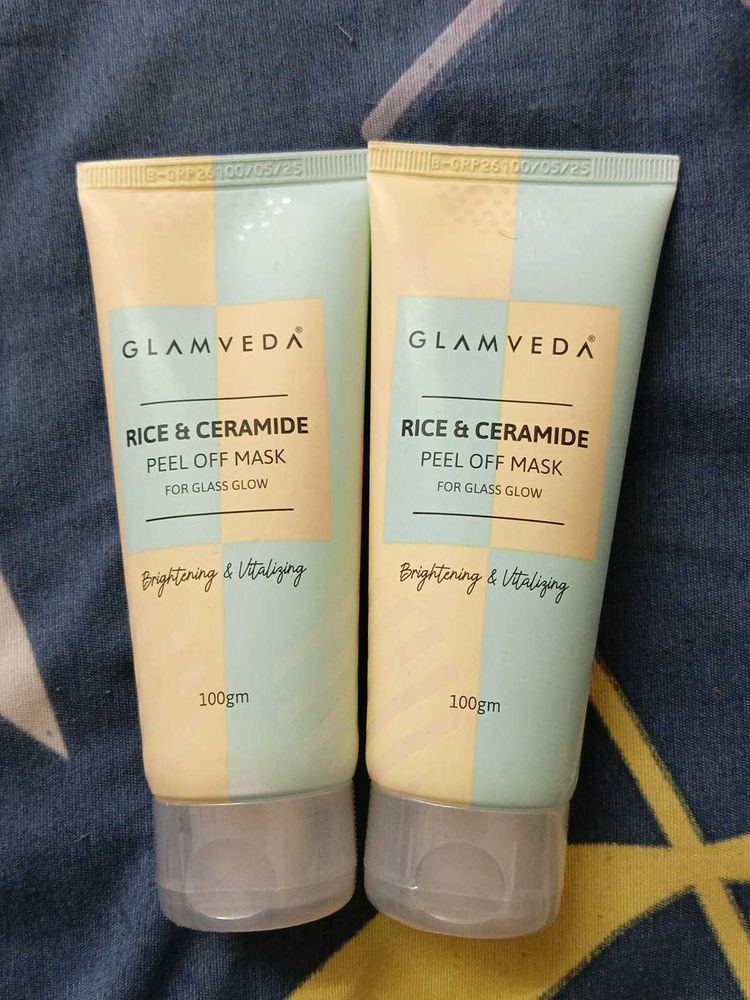 B-GRP26100/05/25
GLAMVEDA®
RICE & CERAMIDE
PEEL OFF MASK
FOR GLASS GLOW
Brightening & Vitalizing
100gm
B-GRP26100/05/25
GLAMVEDA®
RICE & CERAMIDE
PEEL OFF MASK
FOR GLASS GLOW
Brightening & Vitalizing
100gm